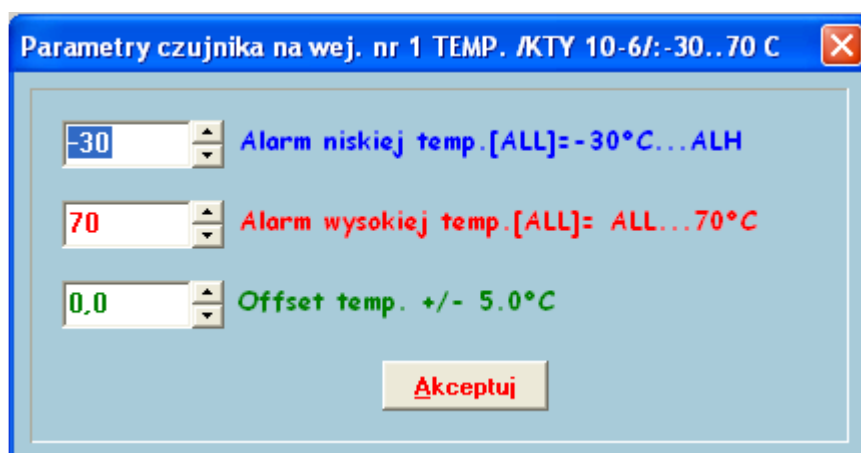 Parametry czujnika na wej. nr 1 TEMP. /KTY 10-6/:-30..70 C
-30 Alarm niskiej temp.[ALL]=-30°C...ALH
70 Alarm wysokiej temp.[ALL]= ALL...70°C
0,0 Offset temp. +/- 5.0°C
Akceptuj